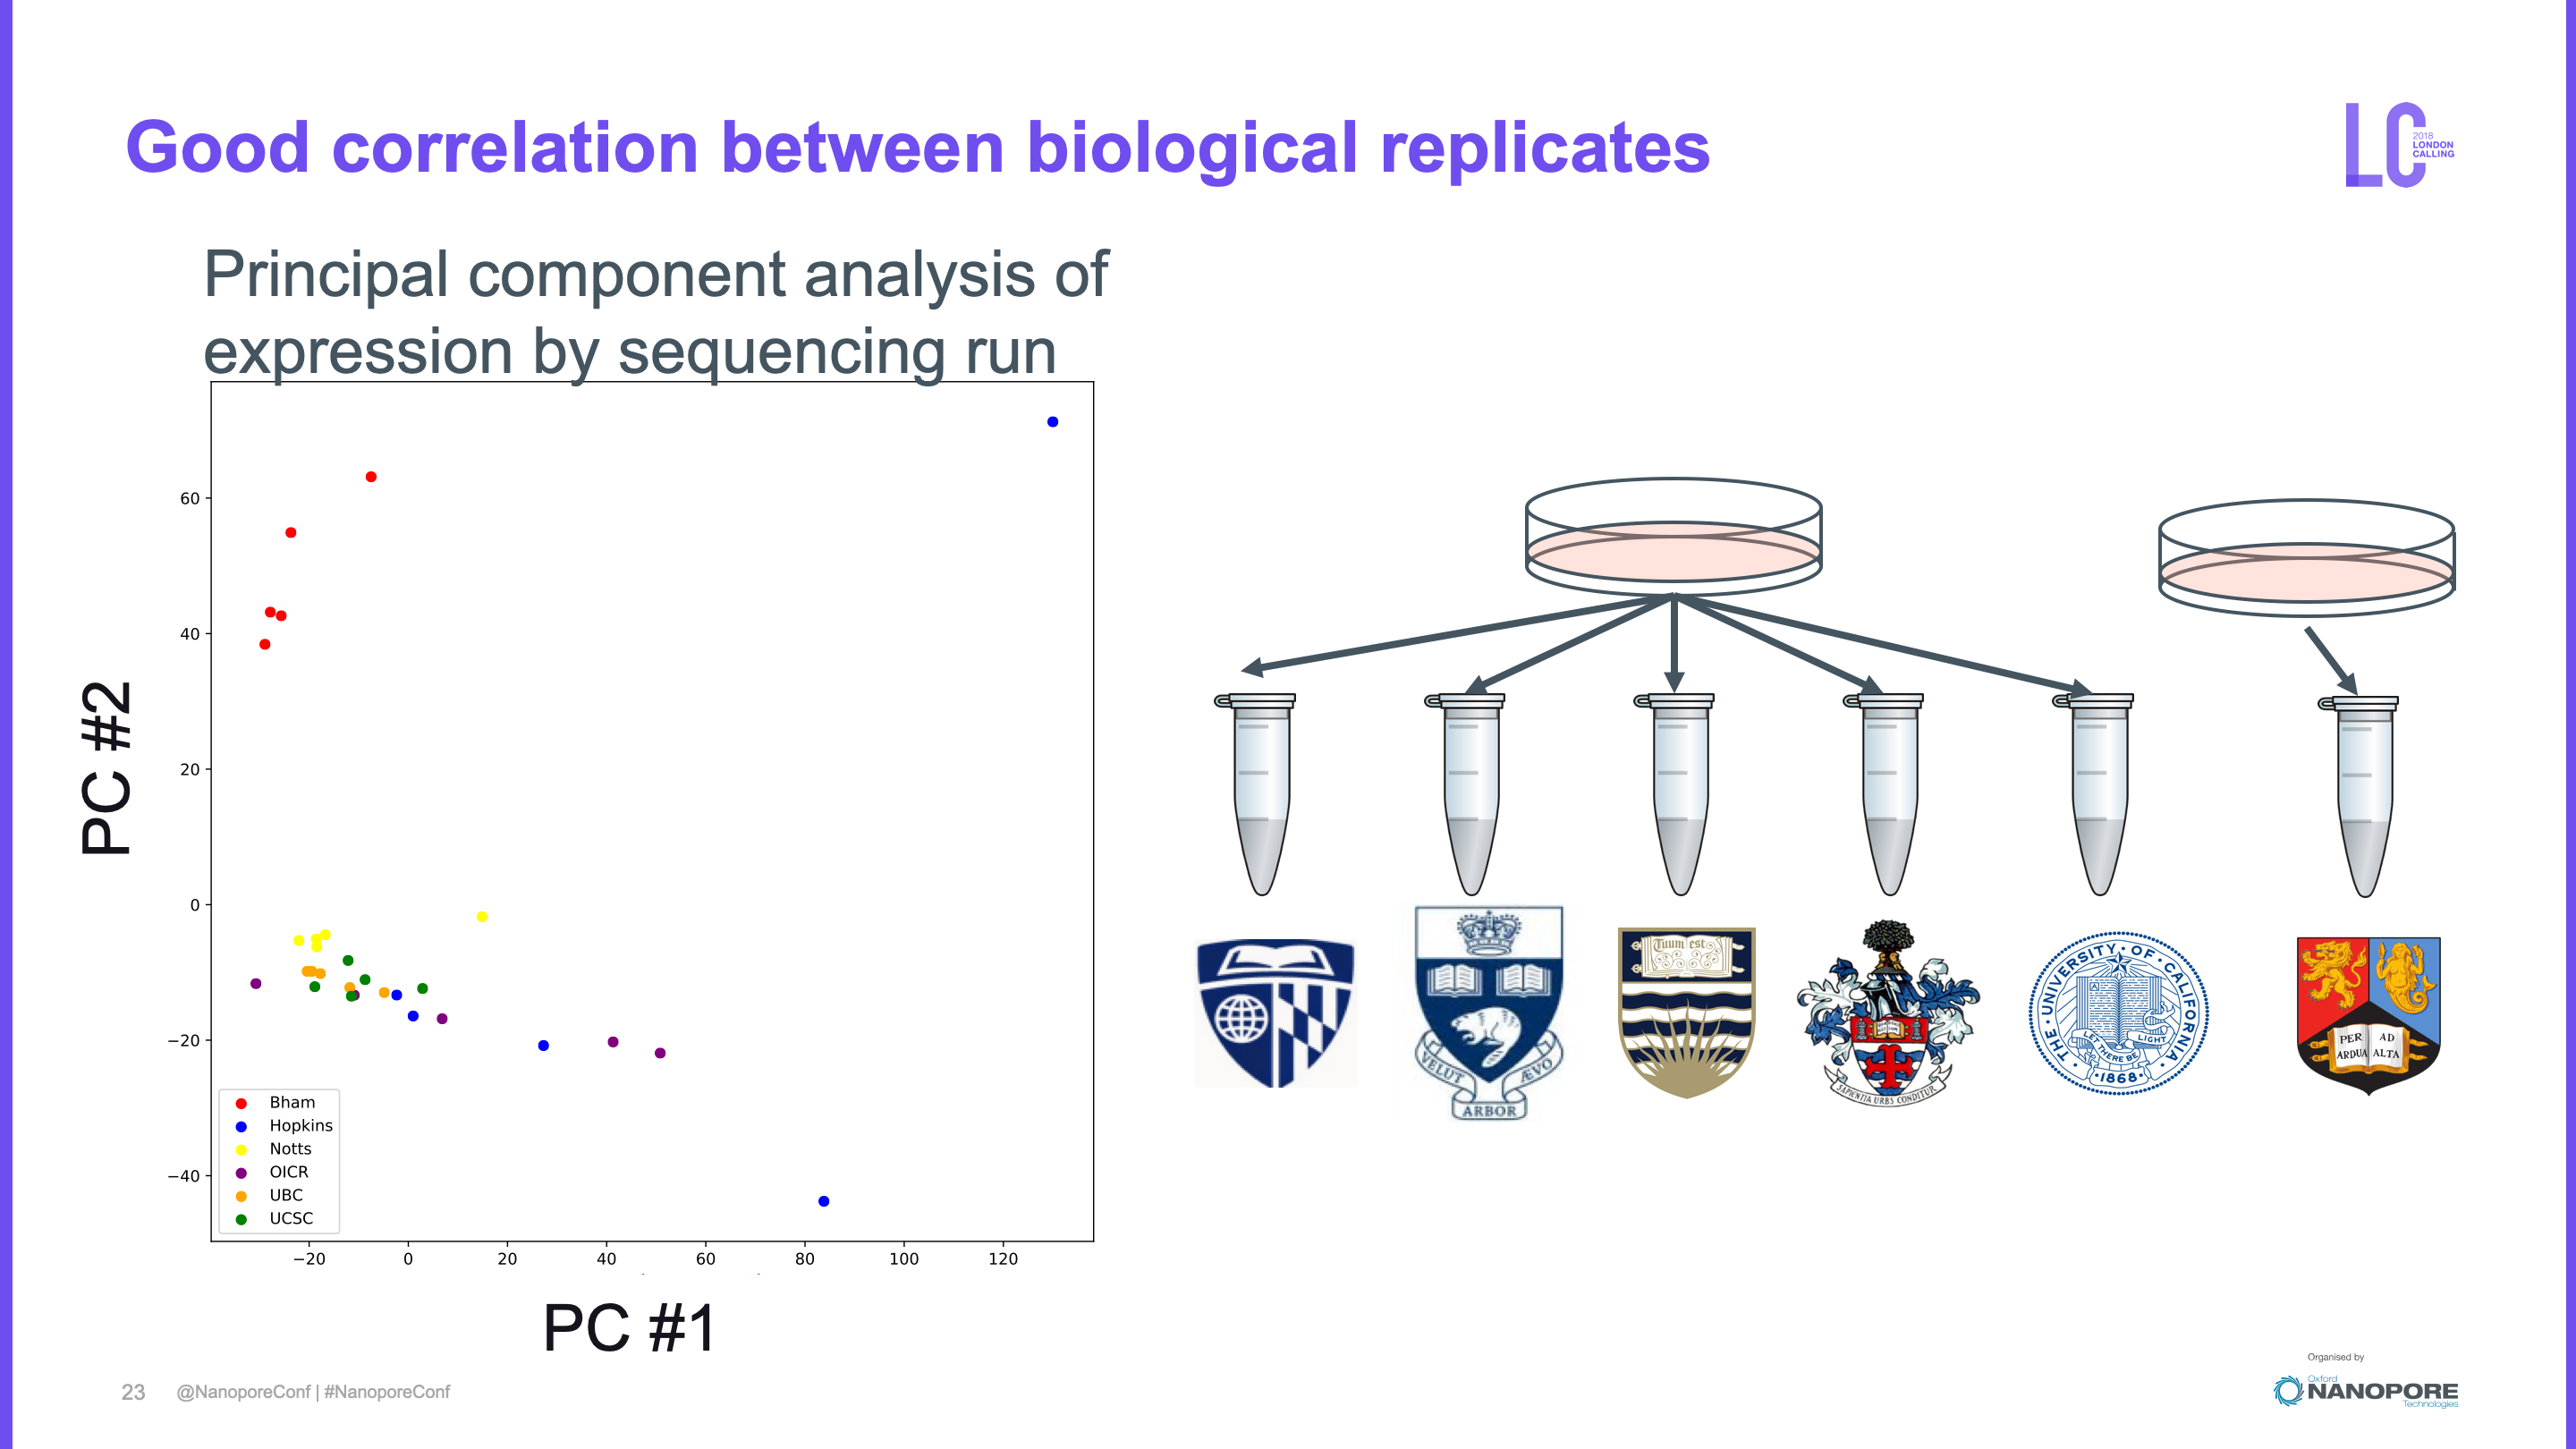 Good correlation between biological replicates
2018
LONDON
CALLING
Principal component analysis of
expression by sequencing run
60
40
20
0
−20
−40
PC #2
Bham
Hopkins
Notts
OICR
UBC
UCSC
−20 0 20 40 60 80 100 120
PC #1
VELUT ÆVO
ARBOR
Tuum est
SAPIENTIA URBS CONDITUR
THE · UNIVERSITY · OF · CALIFORNIA
A
LET THERE BE LIGHT
· 1868 ·
PER AD
ARDUA ALTA
23 @NanoporeConf | #NanoporeConf
Organised by
Oxford
NANOPORE
Technologies